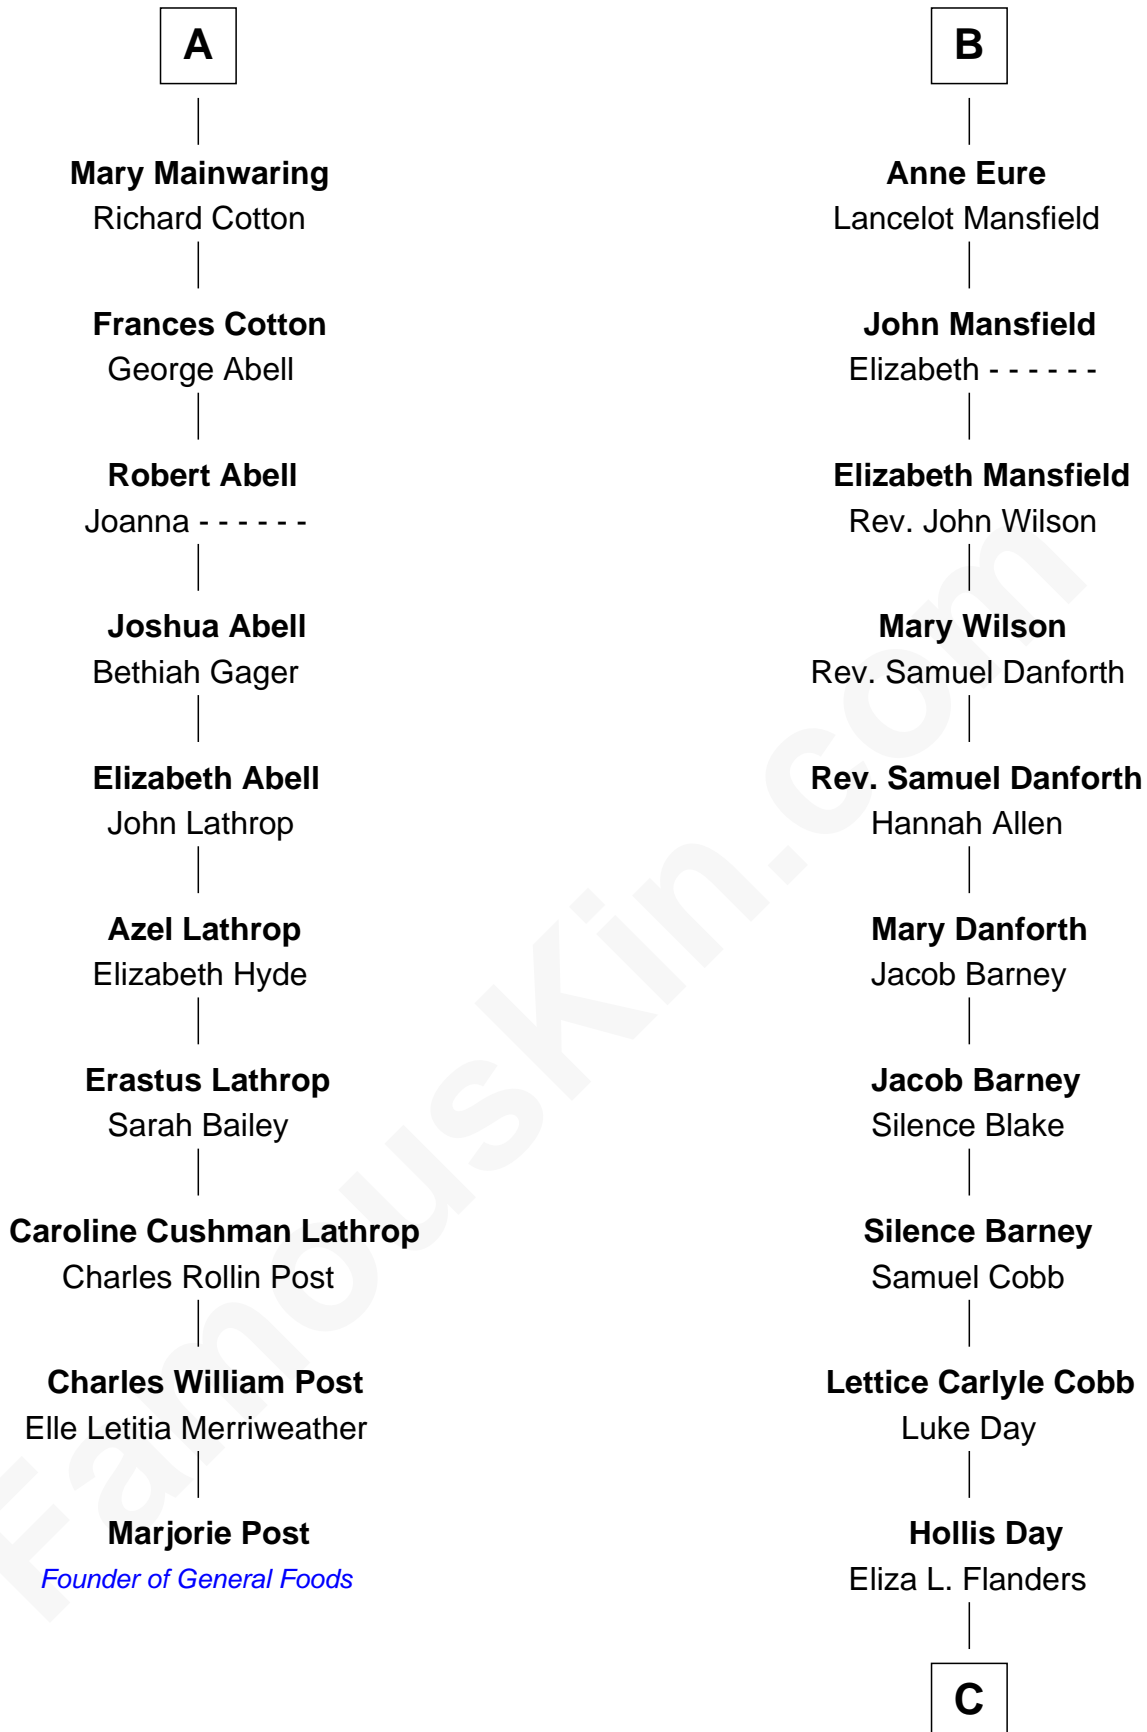 A
Mary Mainwaring
Richard Cotton
Frances Cotton
George Abell
Robert Abell
Joanna - - - - - -
Joshua Abell
Bethiah Gager
Elizabeth Abell
John Lathrop
Azel Lathrop
Elizabeth Hyde
Erastus Lathrop
Sarah Bailey
Caroline Cushman Lathrop
Charles Rollin Post
Charles William Post
Elle Letitia Merriweather
Marjorie Post
Founder of General Foods
B
Anne Eure
Lancelot Mansfield
John Mansfield
Elizabeth - - - - - -
Elizabeth Mansfield
Rev. John Wilson
Mary Wilson
Rev. Samuel Danforth
Rev. Samuel Danforth
Hannah Allen
Mary Danforth
Jacob Barney
Jacob Barney
Silence Blake
Silence Barney
Samuel Cobb
Lettice Carlyle Cobb
Luke Day
Hollis Day
Eliza L. Flanders
C
FamousKin.com